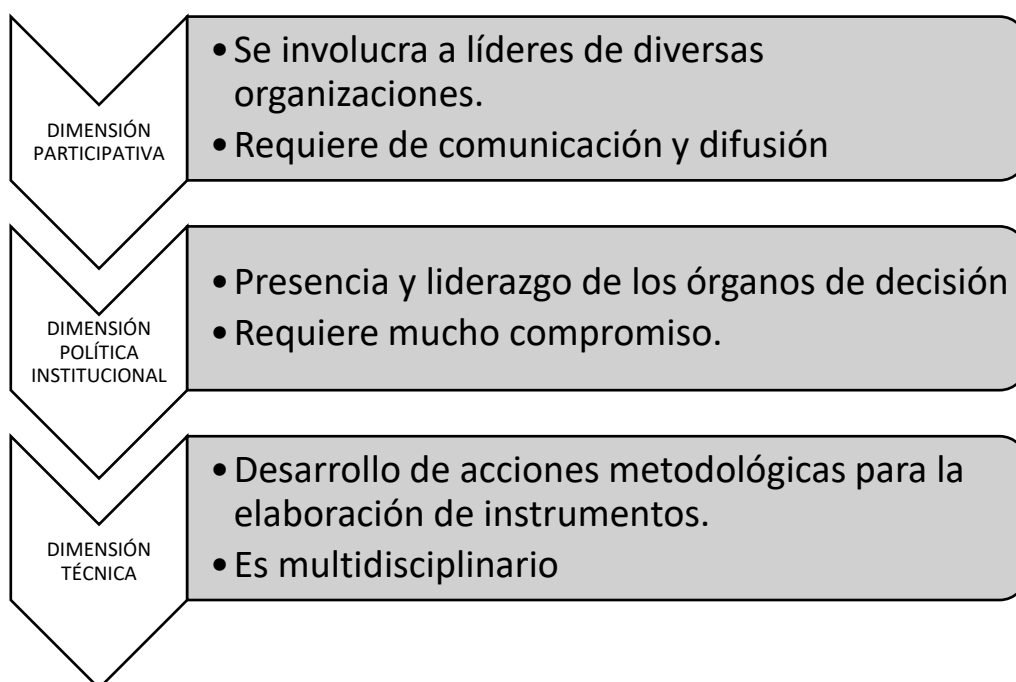 DIMENSIÓN
PARTICIPATIVA
• Se involucra a líderes de diversas
organizaciones.
• Requiere de comunicación y difusión
DIMENSIÓN
POLÍTICA
INSTITUCIONAL
• Presencia y liderazgo de los órganos de decisión
• Requiere mucho compromiso.
DIMENSIÓN
TÉCNICA
• Desarrollo de acciones metodológicas para la
elaboración de instrumentos.
• Es multidisciplinario